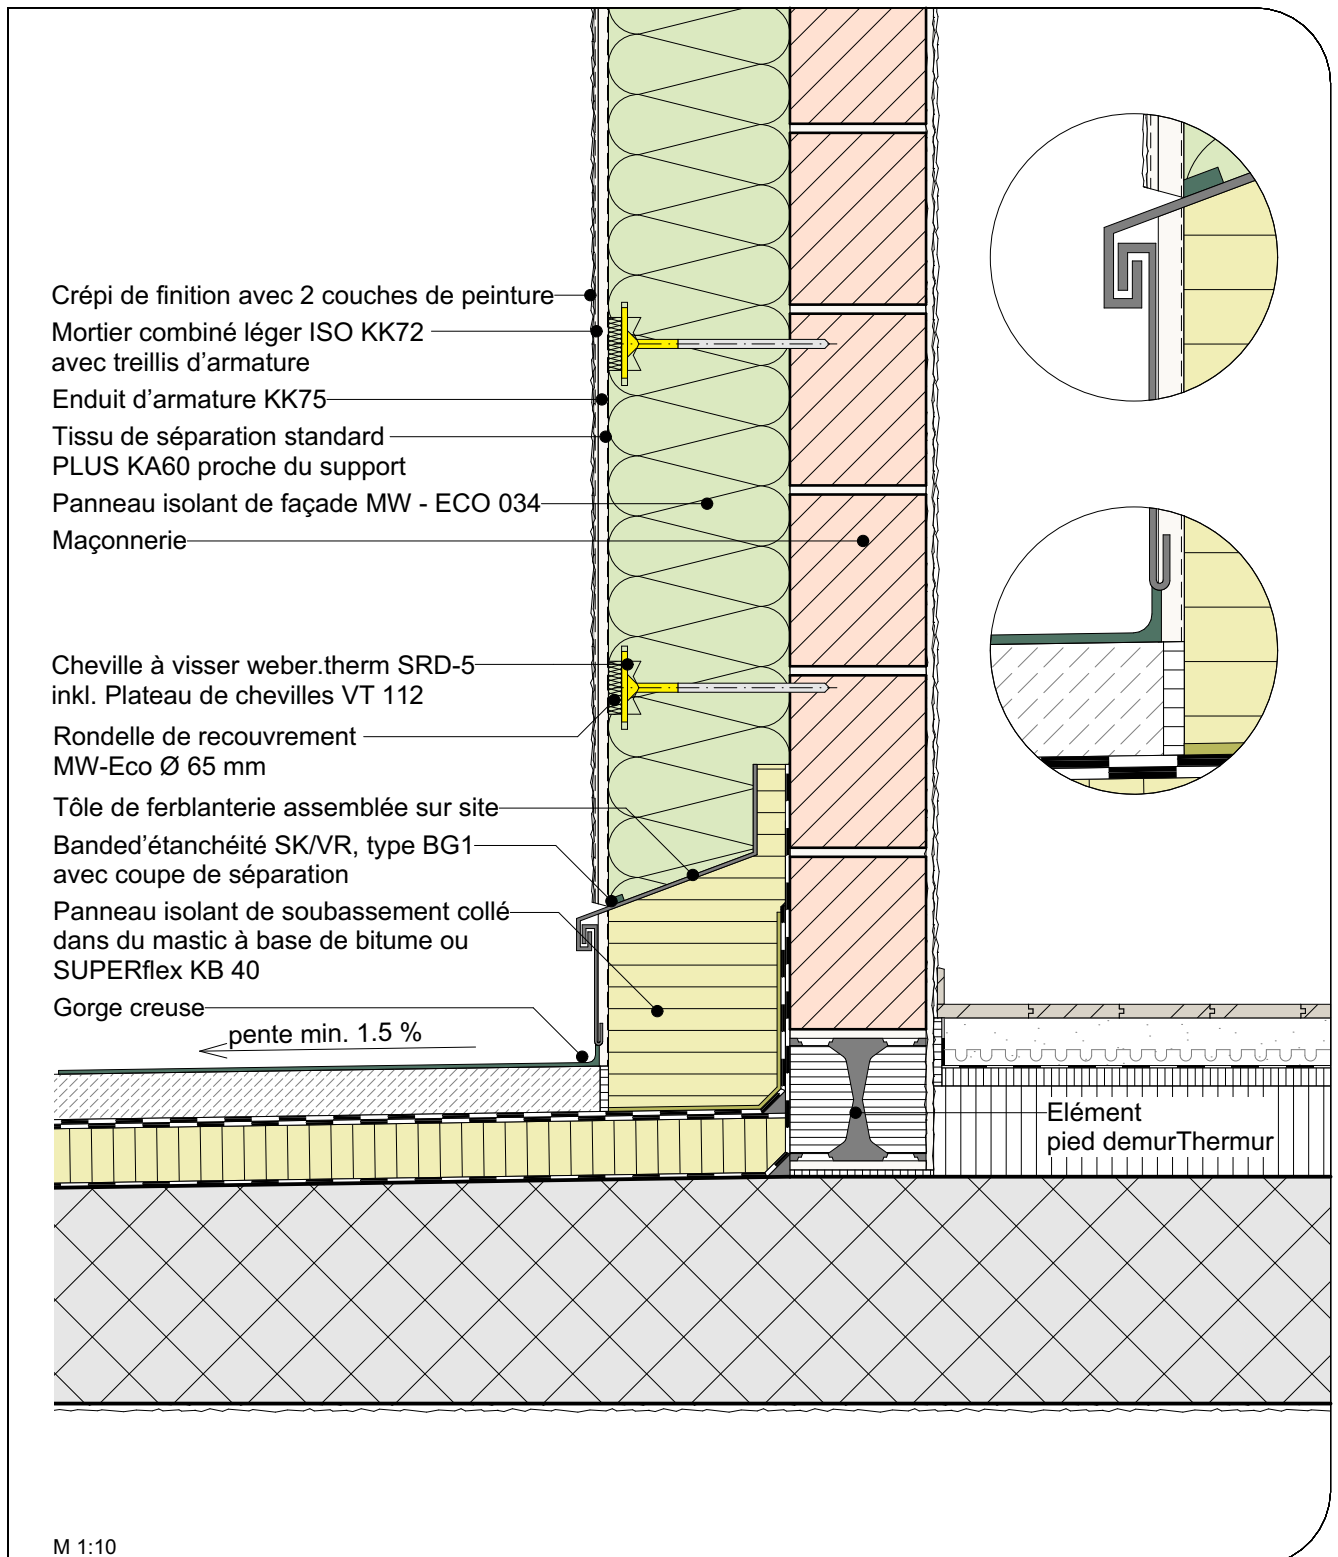 Crépi de finition avec 2 couches de peinture
Mortier combiné léger ISO KK72
avec treillis d'armature
Enduit d'armature KK75
Tissu de séparation standard
PLUS KA60 proche du support
Panneau isolant de façade MW - ECO 034
Maçonnerie
Cheville à visser weber.therm SRD-5
inkl. Plateau de chevilles VT 112
Rondelle de recouvrement
MW-Eco Ø 65 mm
Tôle de ferblanterie assemblée sur site
Banded'étanchéité SK/VR, type BG1
avec coupe de séparation
Panneau isolant de soubassement collé
dans du mastic à base de bitume ou
SUPERflex KB 40
Gorge creuse
pente min. 1.5 %
Elément
pied demurThermur
M 1:10